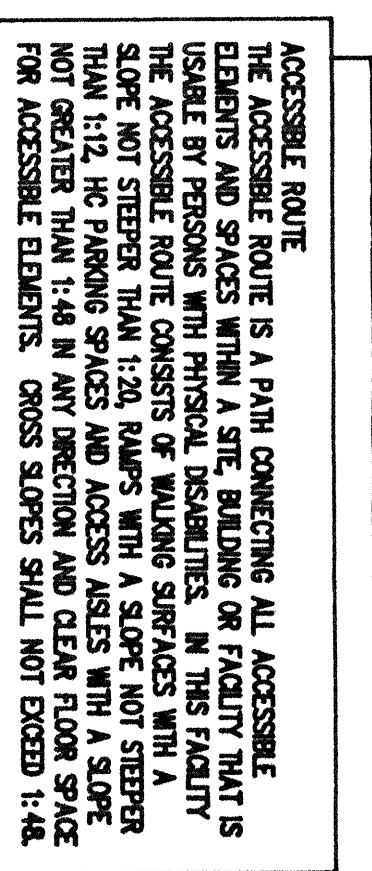 ACCESSIBLE ROUTE
THE ACCESSIBLE ROUTE IS A PATH CONNECTING ALL ACCESSIBLE
ELEMENTS AND SPACES WITHIN A SITE, BUILDING OR FACILITY THAT IS
USABLE BY PERSONS WITH PHYSICAL DISABILITIES. IN THIS FACILITY
THE ACCESSIBLE ROUTE CONSISTS OF WALKING SURFACES WITH A
SLOPE NOT STEEPER THAN 1:20, RAMPS WITH A SLOPE NOT STEEPER
THAN 1:12, HC PARKING SPACES AND ACCESS AISLES WITH A SLOPE
NOT GREATER THAN 1:48 IN ANY DIRECTION AND CLEAR FLOOR SPACE
FOR ACCESSIBLE ELEMENTS. CROSS SLOPES SHALL NOT EXCEED 1:48.